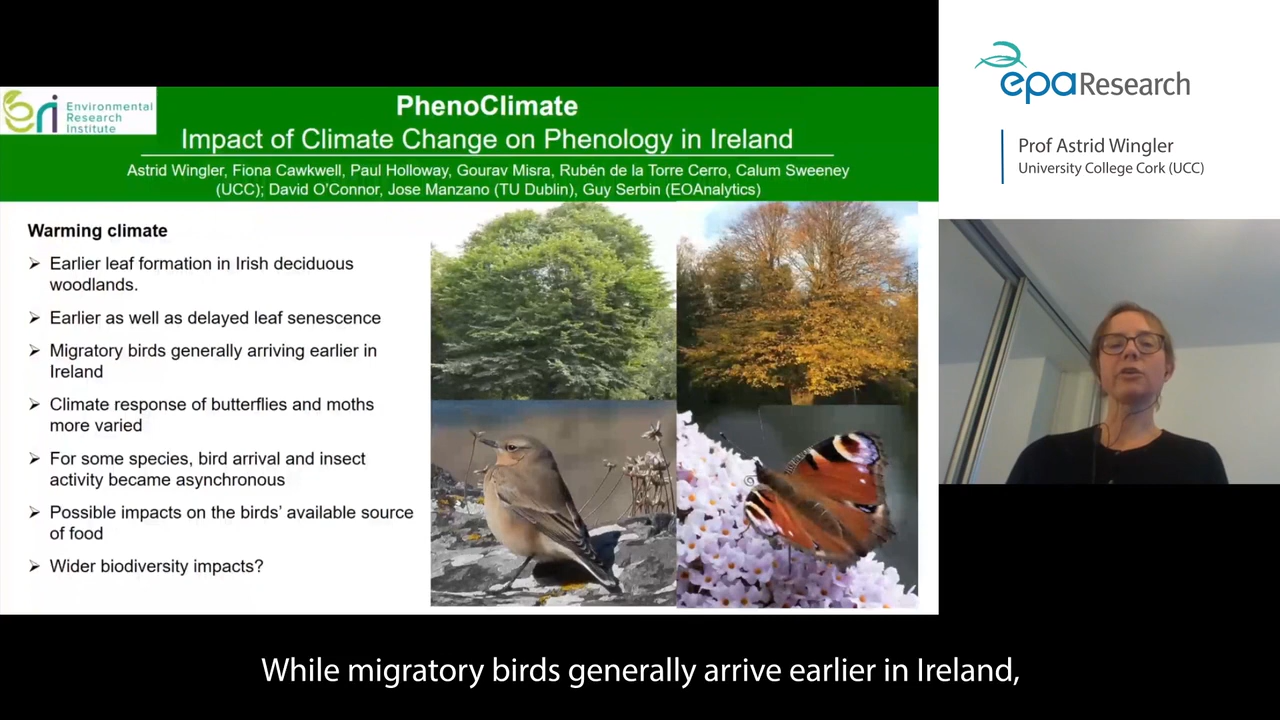 Environmental
Research
Institute
PhenoClimate
Impact of Climate Change on Phenology in Ireland
Astrid Wingler, Fiona Cawkwell, Paul Holloway, Gourav Misra, Rubén de la Torre Cerro, Calum Sweeney
(UCC); David O’Connor, Jose Manzano (TU Dublin), Guy Serbin (EOAnalytics)
Warming climate
➢ Earlier leaf formation in Irish deciduous
woodlands.
➢ Earlier as well as delayed leaf senescence
➢ Migratory birds generally arriving earlier in
Ireland
➢ Climate response of butterflies and moths
more varied
➢ For some species, bird arrival and insect
activity became asynchronous
➢ Possible impacts on the birds’ available source
of food
➢ Wider biodiversity impacts?
epa Research
Prof Astrid Wingler
University College Cork (UCC)
While migratory birds generally arrive earlier in Ireland,